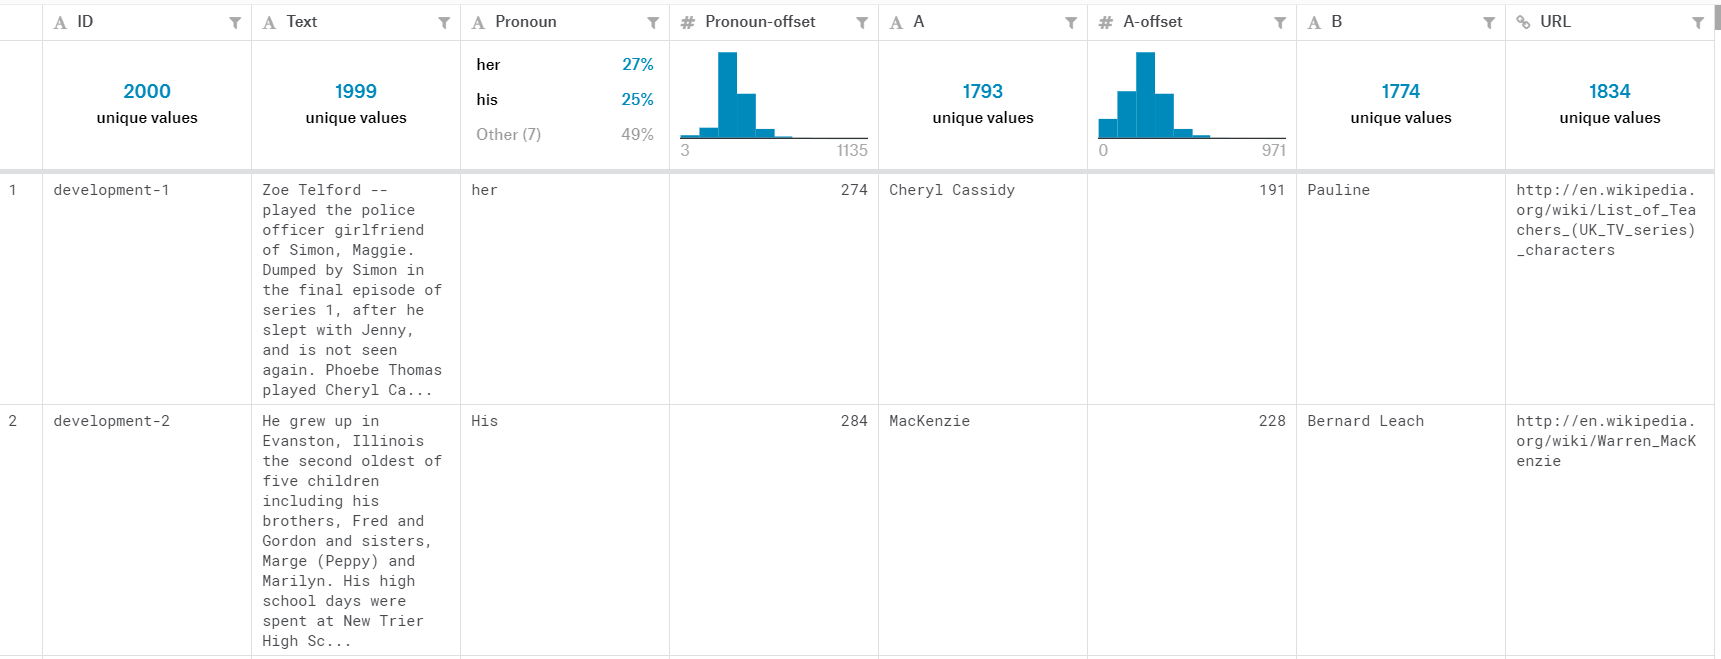 ID Text Pronoun Pronoun-offset A A-offset B URL
2000
unique values
1999
unique values
her 27%
his 25%
Other (7) 49%
3 1135
1793
unique values
0 971
1774
unique values
1834
unique values
1
development-1
Zoe Telford --
played the police
officer girlfriend
of Simon, Maggie.
Dumped by Simon in
the final episode of
series 1, after he
slept with Jenny,
and is not seen
again. Phoebe Thomas
played Cheryl Ca...
her
274
Cheryl Cassidy
191
Pauline
http://en.wikipedia.
org/wiki/List_of_Tea
chers_(UK_TV_series)
_characters
2
development-2
He grew up in
Evanston, Illinois
the second oldest of
five children
including his
brothers, Fred and
Gordon and sisters,
Marge (Peppy) and
Marilyn. His high
school days were
spent at New Trier
High Sc...
His
284
MacKenzie
228
Bernard Leach
http://en.wikipedia.
org/wiki/Warren_MacK
enzie